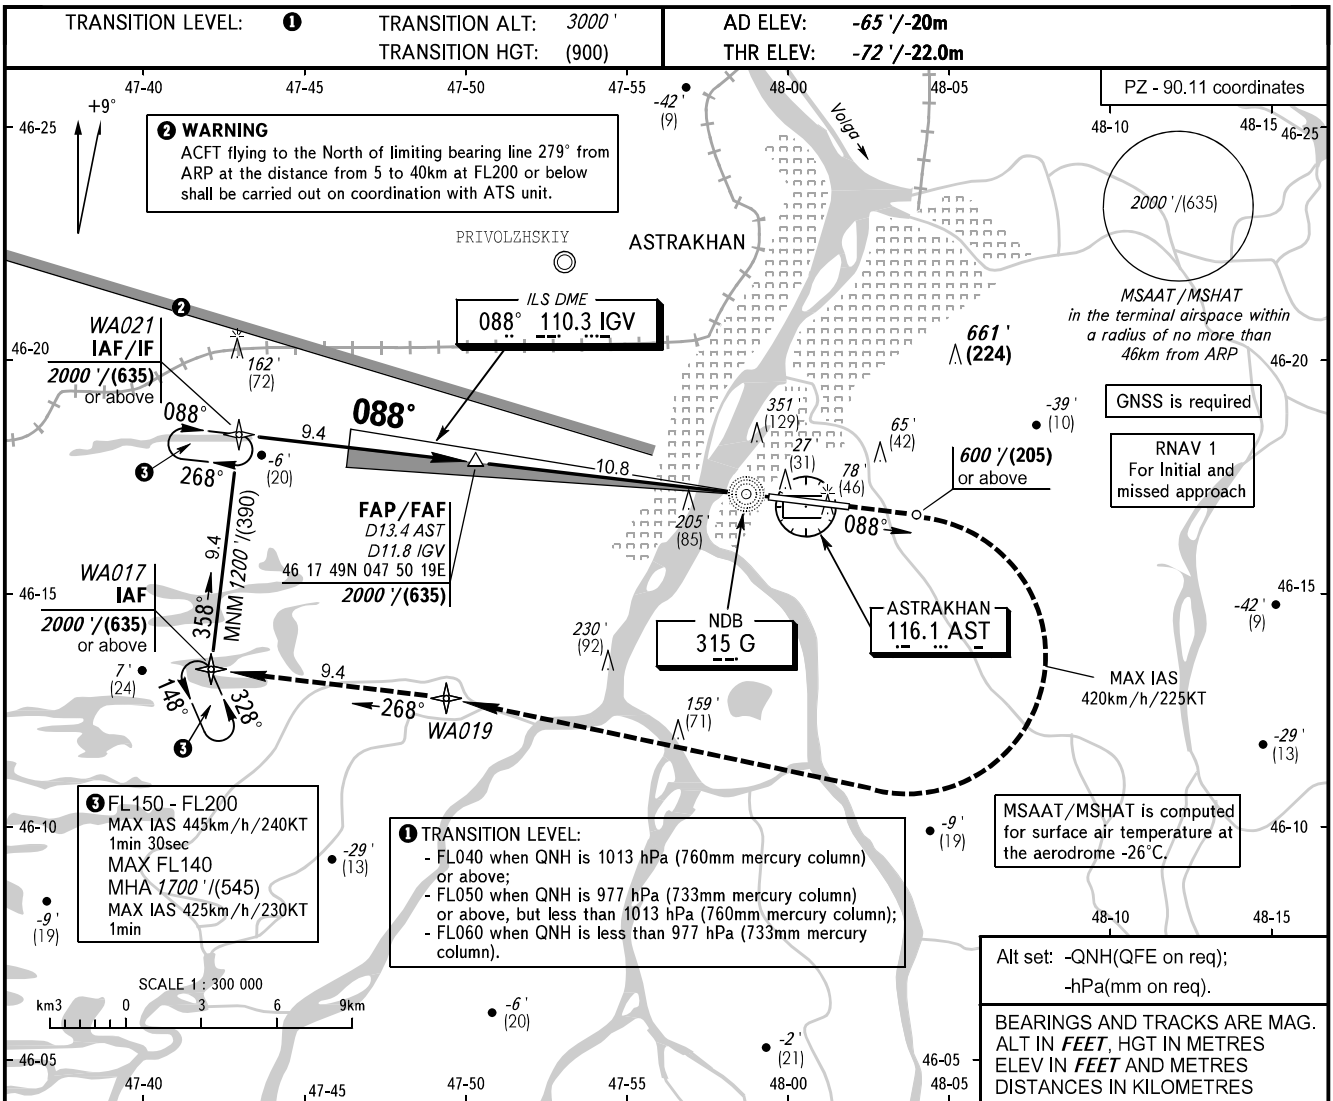 TRANSITION LEVEL: 1 TRANSITION ALT: 3000'
TRANSITION HGT: (900)
AD ELEV: -65'/-20m
THR ELEV: -72'/-22.0m
47-40 47-45 47-50 47-55 48-00 48-05
PZ - 90.11 coordinates
48-10 48-15 46-25
46-25
+9°
-42'
(9)
Volga
2 WARNING
ACFT flying to the North of limiting bearing line 279° from
ARP at the distance from 5 to 40km at FL200 or below
shall be carried out on coordination with ATS unit.
2000'/(635)
MSAAT/MSHAT
in the terminal airspace within
a radius of no more than
46km from ARP
PRIVOLZHSKIY
ASTRAKHAN
2
ILS DME
088° 110.3 IGV
WA021
IAF/IF
2000'/(635)
or above
46-20
162'
(72)
661'
(224)
46-20
GNSS is required
RNAV 1
For Initial and
missed approach
088°
088°
9.4
268°
3
-6'
(20)
10.8
351'
(129)
27'
(31)
65'
(42)
78'
(46)
-39'
(10)
600'/(205)
or above
088°
205'
(85)
FAP/FAF
D13.4 AST
D11.8 IGV
46 17 49N 047 50 19E
2000'/(635)
358°
9.4
MNM 1200'/(390)
46-15
WA017
IAF
2000'/(635)
or above
7'
(24)
148°
328°
3
9.4
268°
WA019
230'
(92)
159'
(71)
NDB
315 G
ASTRAKHAN
116.1 AST
46-15
-42'
(9)
MAX IAS
420km/h/225KT
-29'
(13)
3 FL150 - FL200
MAX IAS 445km/h/240KT
1min 30sec
MAX FL140
MHA 1700'/(545)
MAX IAS 425km/h/230KT
1min
46-10
-29'
(13)
-9'
(19)
1 TRANSITION LEVEL:
- FL040 when QNH is 1013 hPa (760mm mercury column)
or above;
- FL050 when QNH is 977 hPa (733mm mercury column)
or above, but less than 1013 hPa (760mm mercury column);
- FL060 when QNH is less than 977 hPa (733mm mercury
column).
-9'
(19)
MSAAT/MSHAT is computed
for surface air temperature at
the aerodrome -26°C.
46-10
48-10 48-15
SCALE 1 : 300 000
km3 0 3 6 9km
-6'
(20)
-2'
(21)
Alt set: -QNH(QFE on req);
-hPa(mm on req).
BEARINGS AND TRACKS ARE MAG.
ALT IN FEET, HGT IN METRES
ELEV IN FEET AND METRES
DISTANCES IN KILOMETRES
46-05 46-05
47-40 47-45 47-50 47-55 48-00 48-05